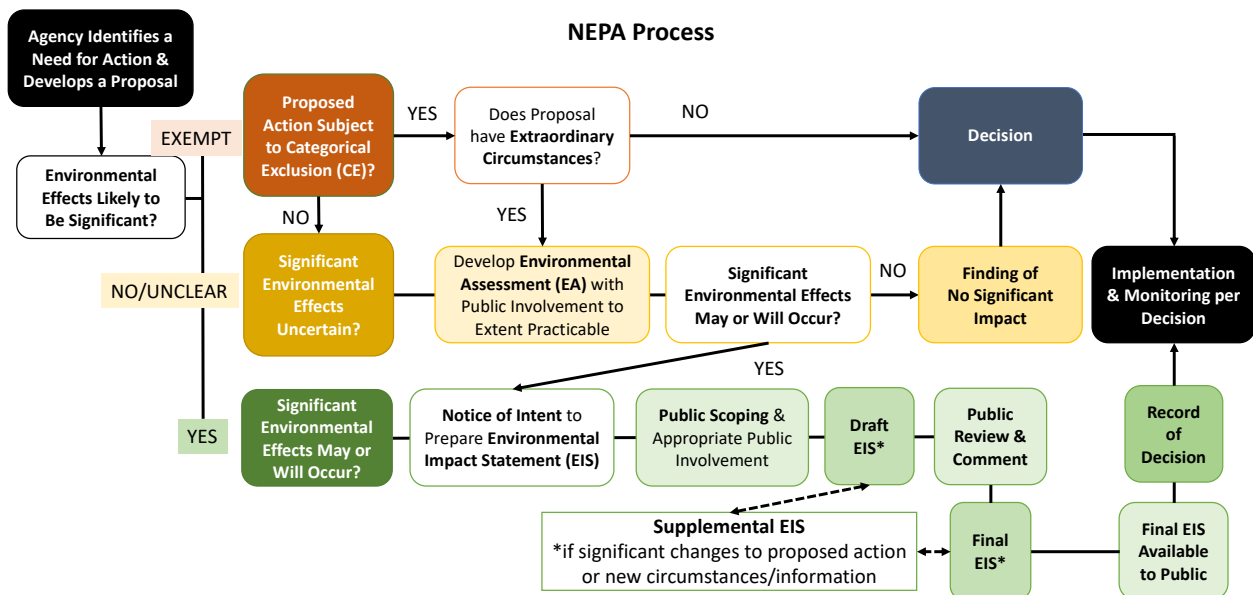 NEPA Process
Agency Identifies a
Need for Action &
Develops a Proposal
Environmental
Effects Likely to
Be Significant?
EXEMPT
Proposed
Action Subject
to Categorical
Exclusion (CE)?
YES
Does Proposal
have Extraordinary
Circumstances?
NO
Decision
NO
YES
NO/UNCLEAR
Significant
Environmental
Effects
Uncertain?
Develop Environmental
Assessment (EA) with
Public Involvement to
Extent Practicable
Significant
Environmental Effects
May or Will Occur?
NO
Finding of
No Significant
Impact
Implementation
& Monitoring per
Decision
YES
YES
Significant
Environmental
Effects May or
Will Occur?
Notice of Intent to
Prepare Environmental
Impact Statement (EIS)
Public Scoping &
Appropriate Public
Involvement
Draft
EIS*
Public
Review &
Comment
Record
of
Decision
Supplemental EIS
*if significant changes to proposed action
or new circumstances/information
Final
EIS*
Final EIS
Available
to Public